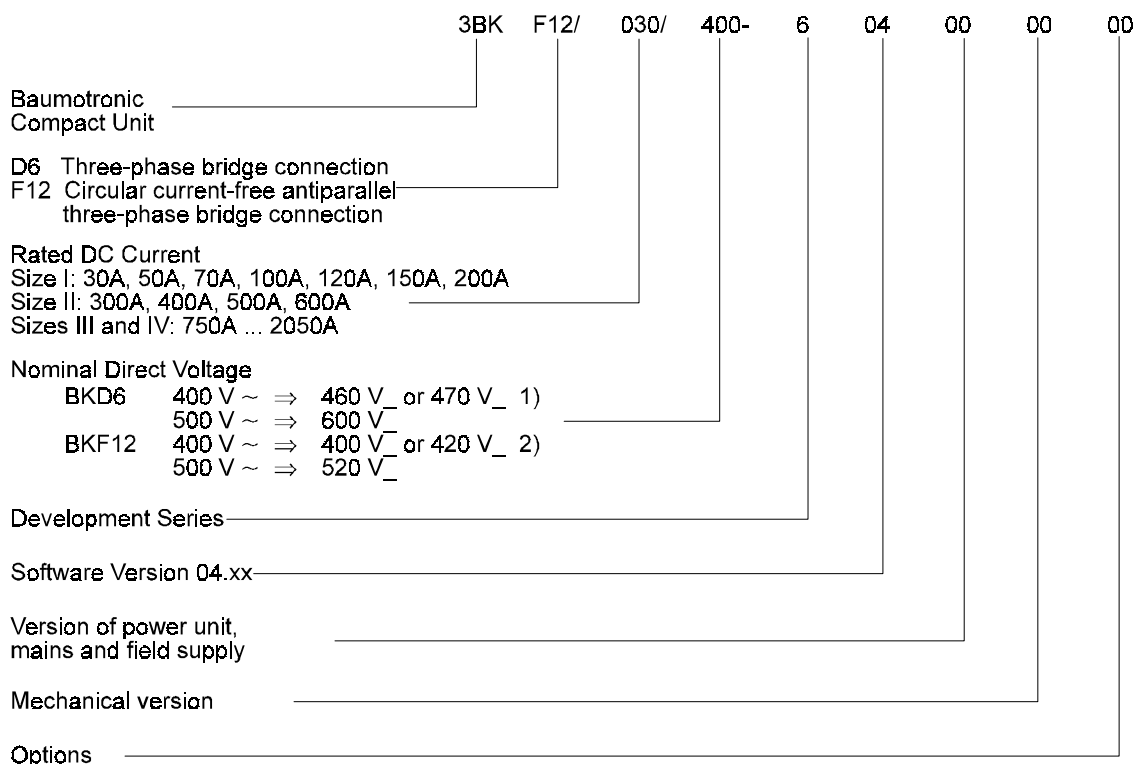 3BK F12/ 030/ 400- 6 04 00 00 00
Baumotronic
Compact Unit
D6 Three-phase bridge connection
F12 Circular current-free antiparallel
three-phase bridge connection
Rated DC Current
Size I: 30A, 50A, 70A, 100A, 120A, 150A, 200A
Size II: 300A, 400A, 500A, 600A
Sizes III and IV: 750A ... 2050A
Nominal Direct Voltage
BKD6 400 V ~ ⇒ 460 V_ or 470 V_ 1)
500 V ~ ⇒ 600 V_
BKF12 400 V ~ ⇒ 400 V_ or 420 V_ 2)
500 V ~ ⇒ 520 V_
Development Series
Software Version 04.xx
Version of power unit,
mains and field supply
Mechanical version
Options